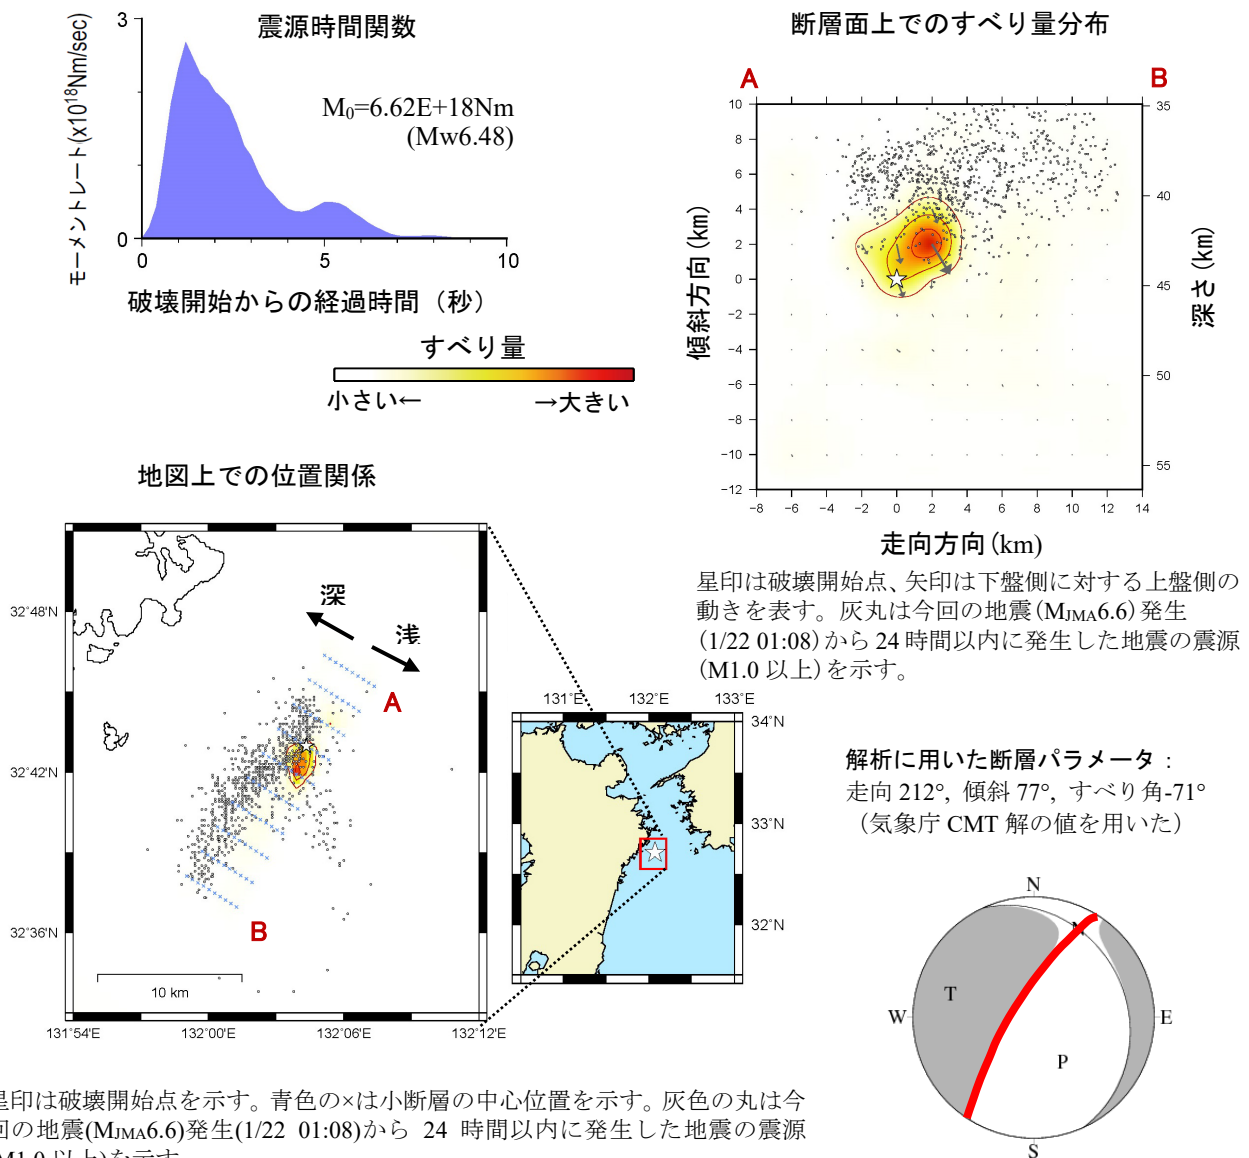 震源時間関数
モーメントレート(x10¹⁸Nm/sec)
3
0
M₀=6.62E+18Nm
(Mw6.48)
0 5 10
破壊開始からの経過時間（秒）
すべり量
小さい← →大きい
断層面上でのすべり量分布
A B
傾斜方向(km)
10
8
6
4
2
0
−2
−4
−6
−8
−10
−12
35
40
45
50
55
深さ(km)
−8 −6 −4 −2 0 2 4 6 8 10 12 14
走向方向(km)
星印は破壊開始点、矢印は下盤側に対する上盤側の
動きを表す。灰丸は今回の地震(MJMA6.6)発生
(1/22 01:08)から 24 時間以内に発生した地震の震源
(M1.0 以上)を示す。
地図上での位置関係
32°48'N
32°42'N
32°36'N
深
浅
A
B
10 km
131°54'E 132°00'E 132°06'E 132°12'E
131°E 132°E 133°E
34°N
33°N
32°N
解析に用いた断層パラメータ：
走向 212°, 傾斜 77°, すべり角-71°
（気象庁 CMT 解の値を用いた）
N
T
W E
P
S
星印は破壊開始点を示す。青色の×は小断層の中心位置を示す。灰色の丸は今
回の地震(MJMA6.6)発生(1/22 01:08)から 24 時間以内に発生した地震の震源
(M1.0 以上)を示す